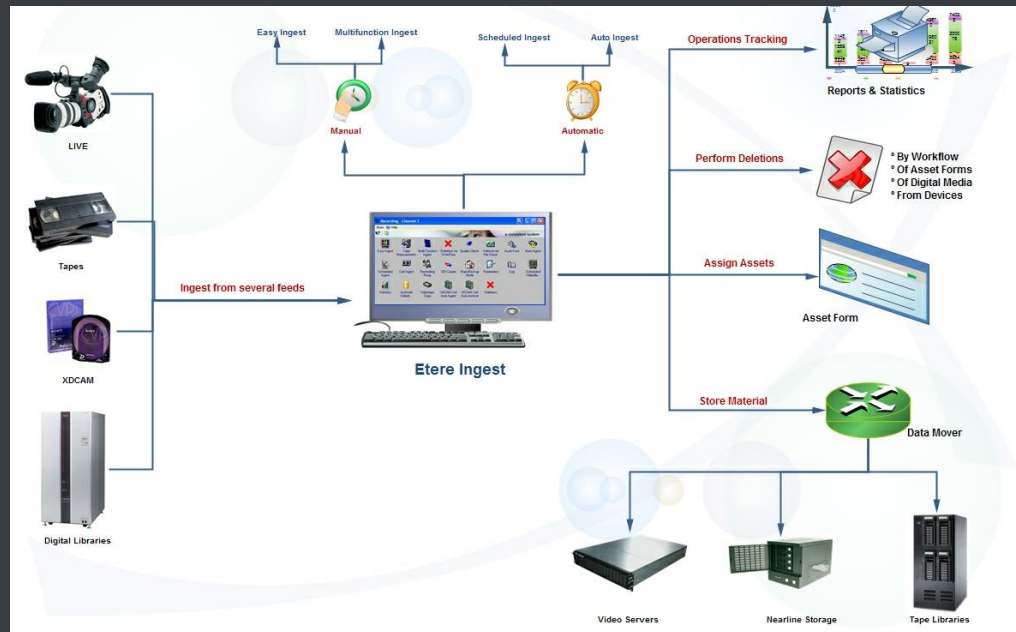 Easy Ingest
Multifunction Ingest
Scheduled Ingest
Auto Ingest
Operations Tracking
Reports & Statistics
LIVE
Manual
Automatic
Perform Deletions
° By Workflow
° Of Asset Forms
° Of Digital Media
° From Devices
Tapes
Ingest from several feeds
Assign Assets
Asset Form
Etere Ingest
XDCAM
Store Material
Data Mover
Digital Libraries
Video Servers
Nearline Storage
Tape Libraries